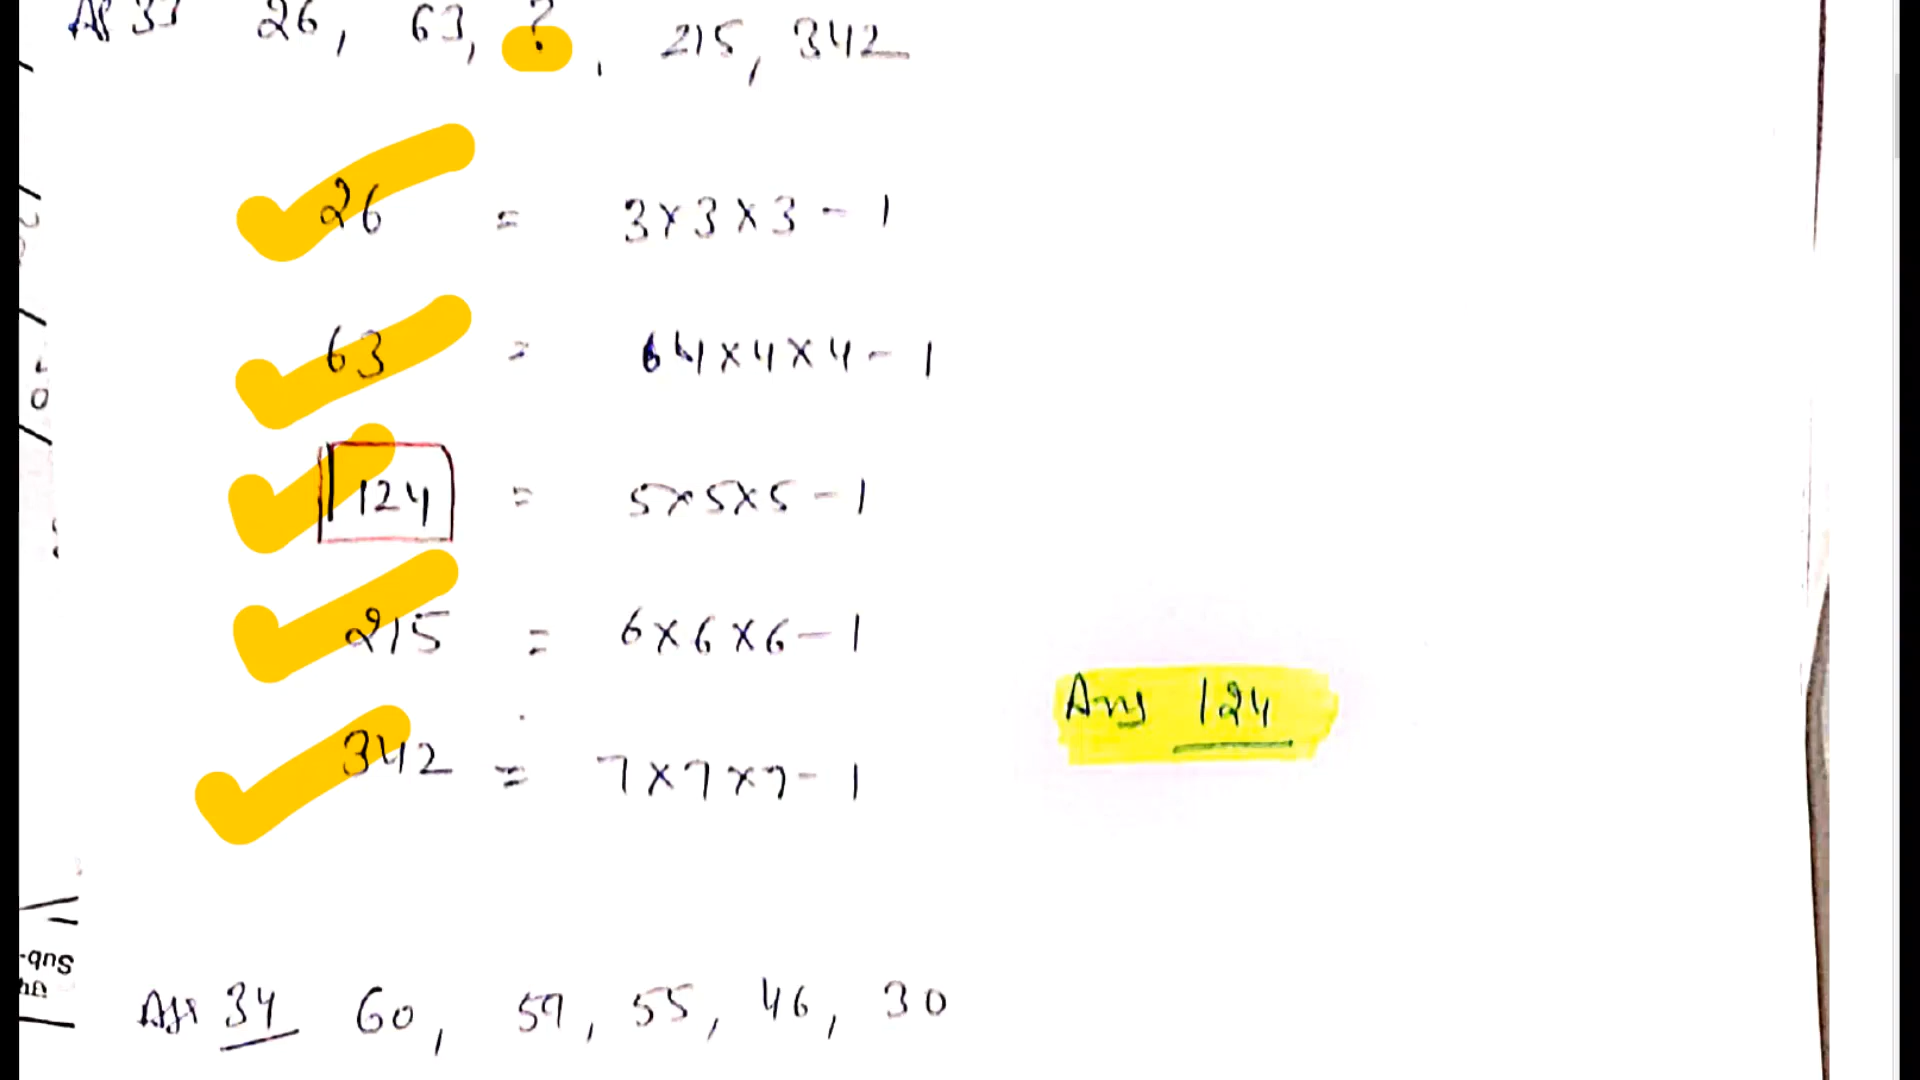 33 26, 63, ?, 215, 342
26 = 3×3×3-1
63 = 64×4×4-1
124 = 5×5×5-1
215 = 6×6×6-1
Ans 124
342 = 7×7×7-1
Ans 34 60, 59, 55, 46, 30